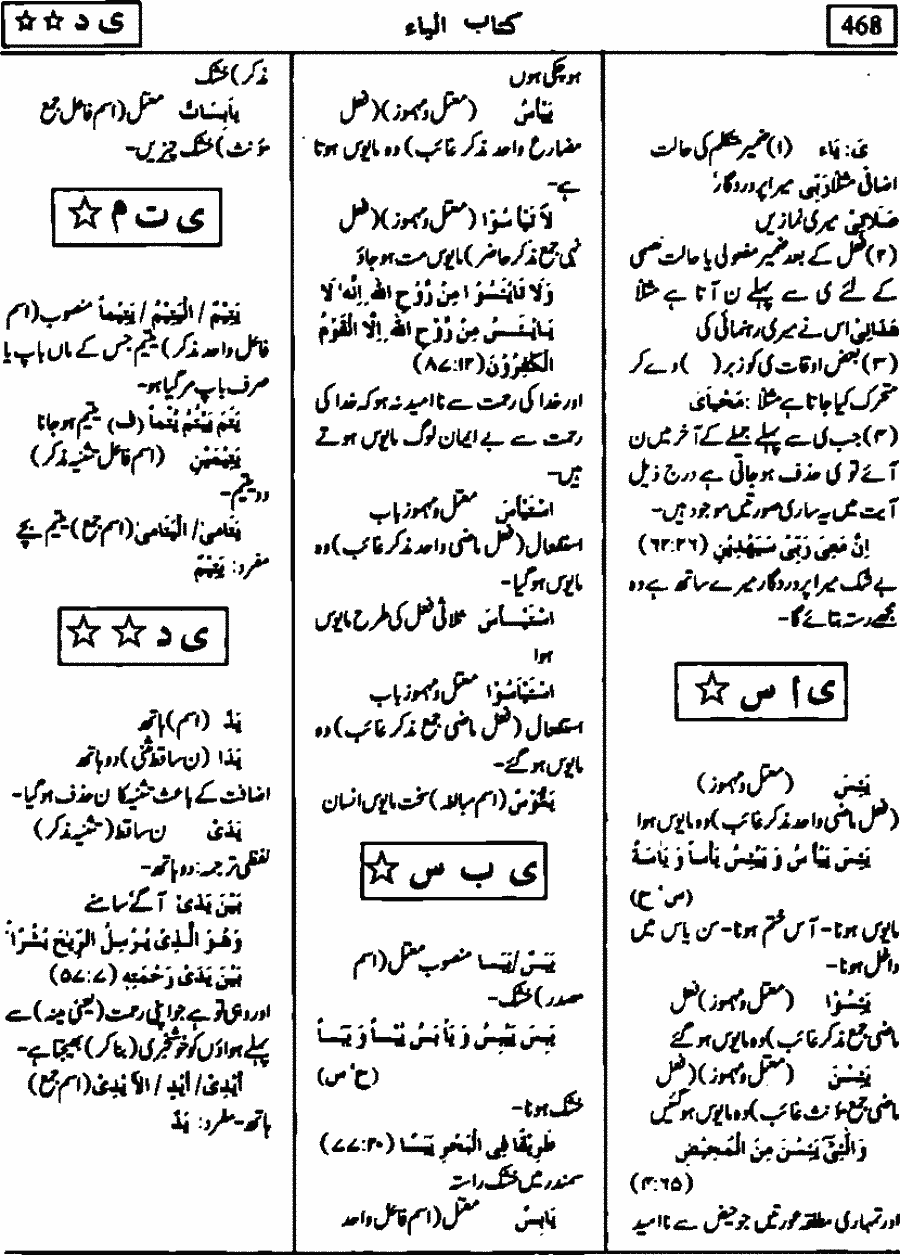 468
کتاب الیاء
ی د ☆☆
ی: یَاء (۱) ضمیر متکلم کی حالت
اضافی مثلاً رَبِّی میرا پروردگار'
صَلَاتِیْ میری نمازیں
(۲) فعل کے بعد ضمیر مفعولی یا حالت نصبی
کے لئے ی سے پہلے ن آتا ہے مثلاً
هَدَانِیْ اس نے میری رہنمائی کی
(۳) بعض اوقات ی کو زبر ( ) دے کر
متحرک کیا جاتا ہے مثلاً: مَحْیَایَ
(۴) جب ی سے پہلے جملے کے آخر میں ن
آئے تو ی حذف ہو جاتی ہے درج ذیل
آیت میں یہ ساری صورتیں موجود ہیں۔
اِنَّ مَعِیَ رَبِّیْ سَیَهْدِیْنِ (۶۲:۲۶)
بے شک میرا پروردگار میرے ساتھ ہے وہ
مجھے رستہ بتائے گا۔
ی ا س ☆
یَئِسَ (معتل و مہموز)
(فعل ماضی واحد مذکر غائب) وہ مایوس ہوا
یَئِسَ یَیْأَسُ وَ یَیْئِسُ یَأْساً وَ یَاٰسَةً
(س' ح)
مایوس ہونا۔ آس ختم ہونا۔ سن یاس میں
داخل ہونا۔
یَئِسُوْا (معتل و مہموز) فعل
ماضی جمع مذکر غائب) وہ مایوس ہو گئے
یَئِسْنَ (معتل و مہموز) (فعل
ماضی جمع مؤنث غائب) وہ مایوس ہو گئیں
وَالّٰئِیْ یَئِسْنَ مِنَ الْمَحِیْضِ
(۴:۶۵)
اور تمہاری مطلقہ عورتیں جو حیض سے نا امید
ہو چکی ہوں
یَیْاَسُ (معتل و مہموز) (فعل
مضارع واحد مذکر غائب) وہ مایوس ہوتا
ہے۔
لَا تَیْأَسُوْا (معتل و مہموز) (فعل
نہی جمع مذکر حاضر) مایوس مت ہو جاؤ
وَلَا تَایْئَسُوْا مِنْ رَّوْحِ اللهِ اِنَّهٗ لَا
یَایْئَسُ مِنْ رَّوْحِ اللهِ اِلَّا الْقَوْمُ
الْکٰفِرُوْنَ (۸۷:۱۲)
اور خدا کی رحمت سے نا امید نہ ہو کہ خدا کی
رحمت سے بے ایمان لوگ مایوس ہوتے
ہیں۔
اسْتَیْأَسَ معتل و مہموز باب
استفعال (فعل ماضی واحد مذکر غائب) وہ
مایوس ہو گیا۔
اسْتَیْـأَسَ ثلاثی فعل کی طرح مایوس
ہوا
اسْتَیْأَسُوْا معتل و مہموز باب
استفعال (فعل ماضی جمع مذکر غائب) وہ
مایوس ہو گئے۔
یَئُوْسٌ (اسم مبالغہ) سخت مایوس انسان
ی ب س ☆
یَبَسٌ/یَبَسا منصوب معتل (اسم
مصدر) خشک۔
یَبِسَ یَیْبِسُ وَ یَاْبَسُ یُبْسـاً وَ یَبَسـاً
(ح' س)
خشک ہونا۔
طَرِیْقًا فِی الْبَحْرِ یَبَسًا (۷۷:۲۰)
سمندر میں خشک راستہ
یَابِسٌ معتل (اسم فاعل واحد
مذکر) خشک
یَابِسَاتٌ معتل (اسم فاعل جمع
مؤنث) خشک چیزیں۔
ی ت م ☆
یَتِیْمٌ/الْیَتِیْمُ/یَتِیْماً منصوب (اسم
فاعل واحد مذکر) یتیم جس کے ماں باپ یا
صرف باپ مر گیا ہو۔
یَتَمَ یَیْتِمُ یُتْماً (ف) یتیم ہو جانا
یَتِیْمَیْنِ (اسم فاعل تثنیہ مذکر)
دو یتیم۔
یَتَامیٰ/الْیَتَامیٰ (اسم جمع) یتیم بچے
مفرد: یَتِیْمٌ
ی د ☆☆
یَدٌ (اسم) ہاتھ
یَدَا (ن ساقط مثنّٰی) دو ہاتھ
اضافت کے باعث تثنیہ کا ن حذف ہو گیا۔
یَدَیْ ن ساقط (تثنیہ مذکر)
لفظی ترجمہ: دو ہاتھ۔
بَیْنَ یَدَیْ آگے سامنے
وَهُوَ الَّذِیْ یُرْسِلُ الرِّیٰحَ بُشْرًا
بَیْنَ یَدَیْ رَحْمَتِهٖ (۵۷:۷)
اور وہی تو ہے جو اپنی رحمت (یعنی مینہ) سے
پہلے ہواؤں کو خوشخبری (بنا کر) بھیجتا ہے۔
أَیْدِیْ/أَیْدٍ/الأَیْدِیْ (اسم جمع)
ہاتھ۔ مفرد: یَدٌ